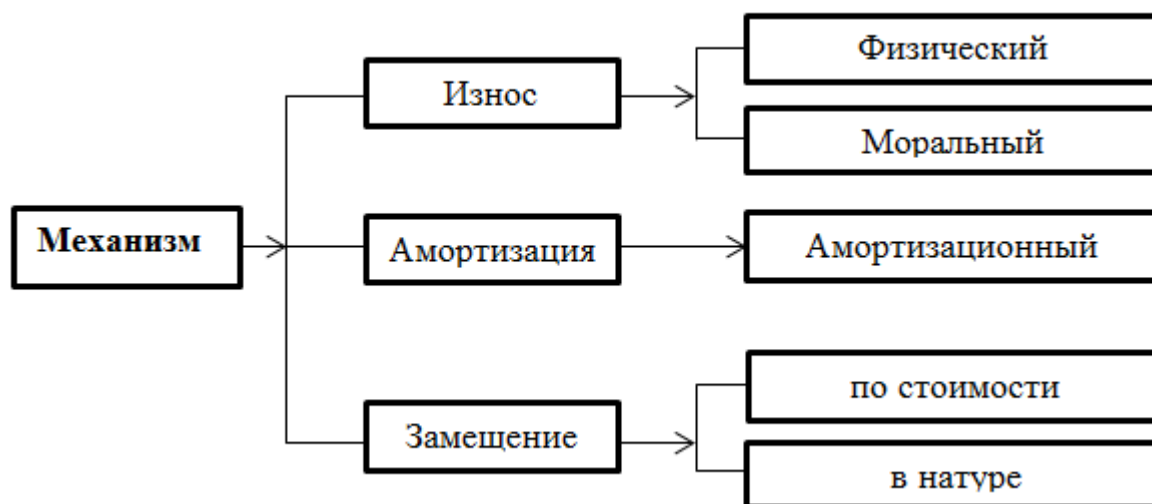 Физический
Износ
Моральный
Механизм
Амортизация
Амортизационный
по стоимости
Замещение
в натуре